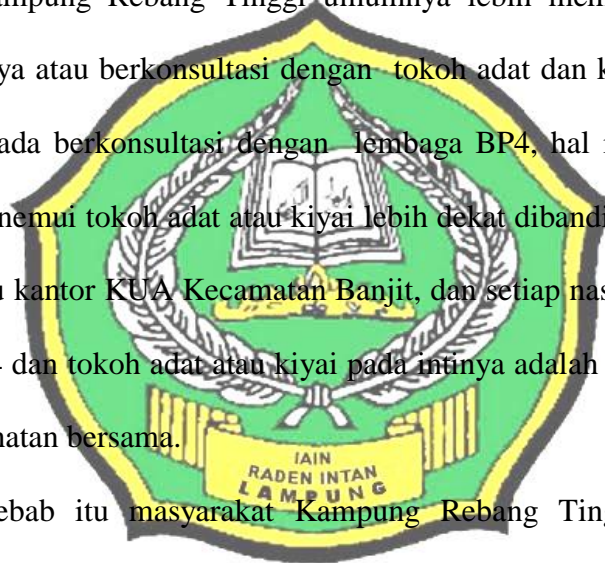 ampung Rebang Tinggi umumnya lebih mem
ya atau berkonsultasi dengan tokoh adat dan k
ada berkonsultasi dengan lembaga BP4, hal
nemui tokoh adat atau kiyai lebih dekat dibandi
u kantor KUA Kecamatan Banjit, dan setiap nas
dan tokoh adat atau kiyai pada intinya adalah
natan bersama.
IAIN
RADEN INTAN
LAMPUNG
ebab itu masyarakat Kampung Rebang Ting